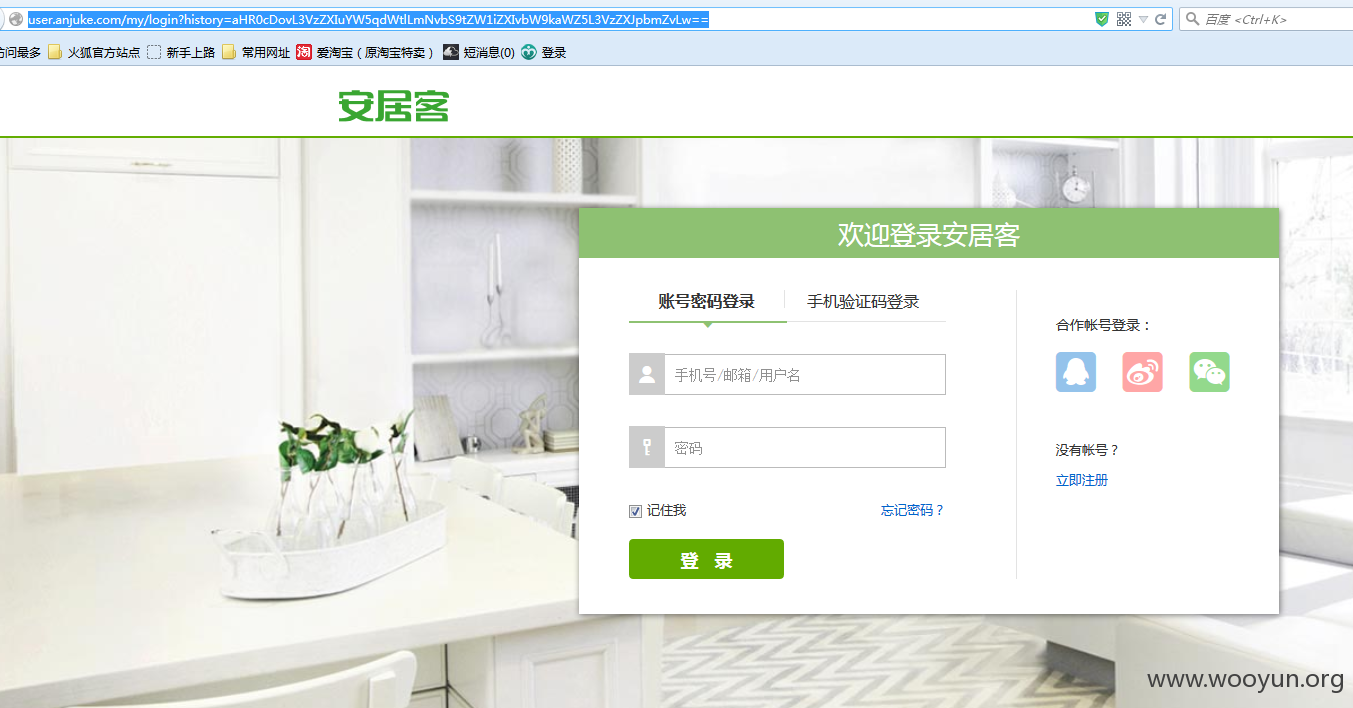 user.anjuke.com/my/login?history=aHR0cDovL3VzZXIuYW5qdWtlLmNvbS9tZW1iZXIvbW9kaWZ5L3VzZXJpbmZvLw==
百度 <Ctrl+K>
访问最多 火狐官方站点 新手上路 常用网址 淘 爱淘宝（原淘宝特卖） 短消息(0) 登录
安居客
欢迎登录安居客
账号密码登录 手机验证码登录
合作帐号登录：
手机号/邮箱/用户名
密码
没有帐号？
立即注册
记住我 忘记密码？
登 录
www.wooyun.org